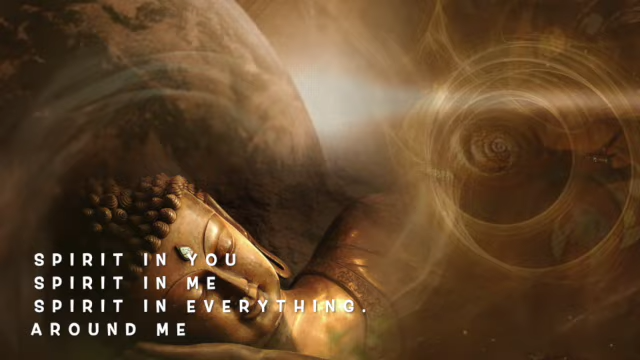 SPIRIT IN YOU
SPIRIT IN ME
SPIRIT IN EVERYTHING.
AROUND ME